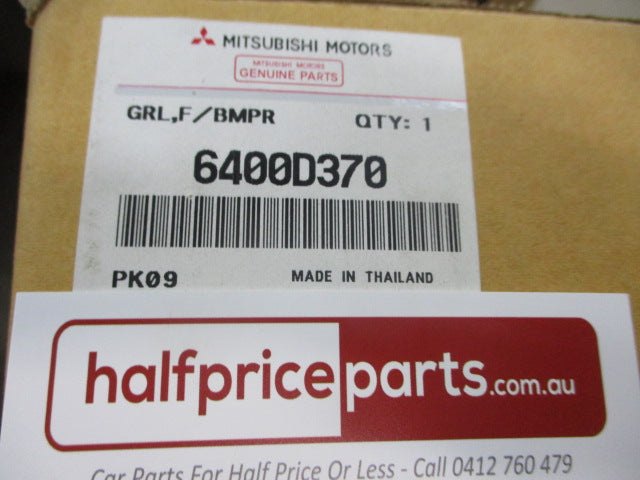 MITSUBISHI MOTORS
MITSUBISHI MOTORS
GENUINE PARTS
GRL,F/BMPR QTY: 1
6400D370
PK09 MADE IN THAILAND
halfpriceparts.com.au
Car Parts For Half Price Or Less - Call 0412 760 479